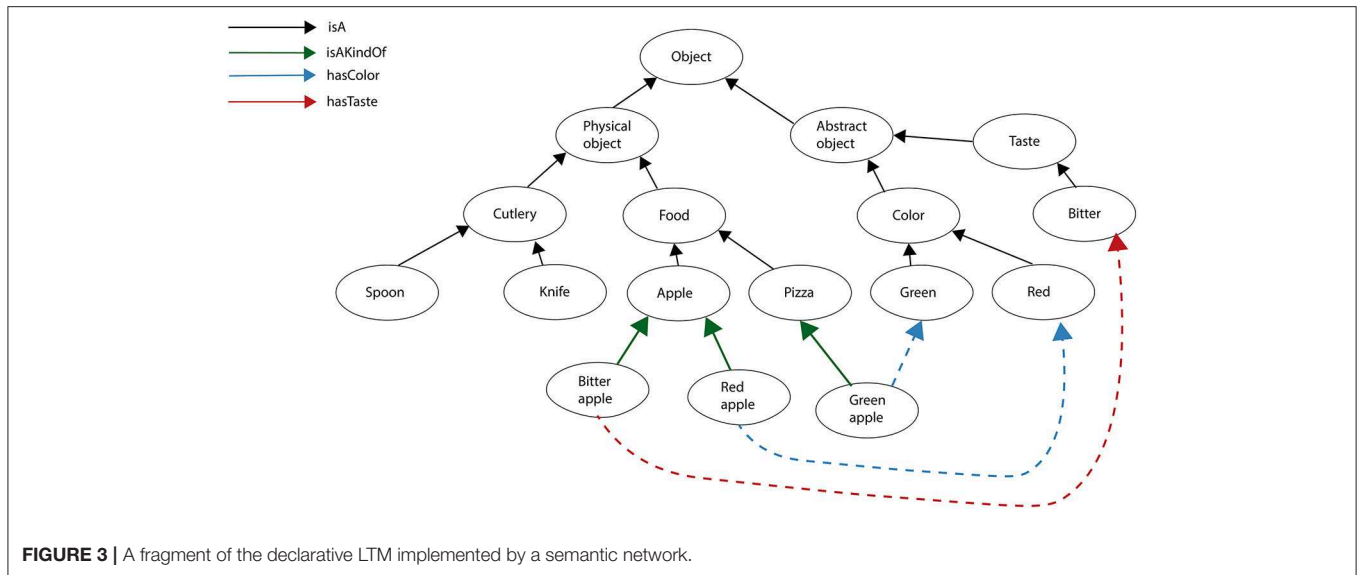 isA
isAKindOf
hasColor
hasTaste
Object
Physical
object
Abstract
object
Taste
Cutlery
Food
Color
Bitter
Spoon
Knife
Apple
Pizza
Green
Red
Bitter
apple
Red
apple
Green
apple
FIGURE 3 | A fragment of the declarative LTM implemented by a semantic network.